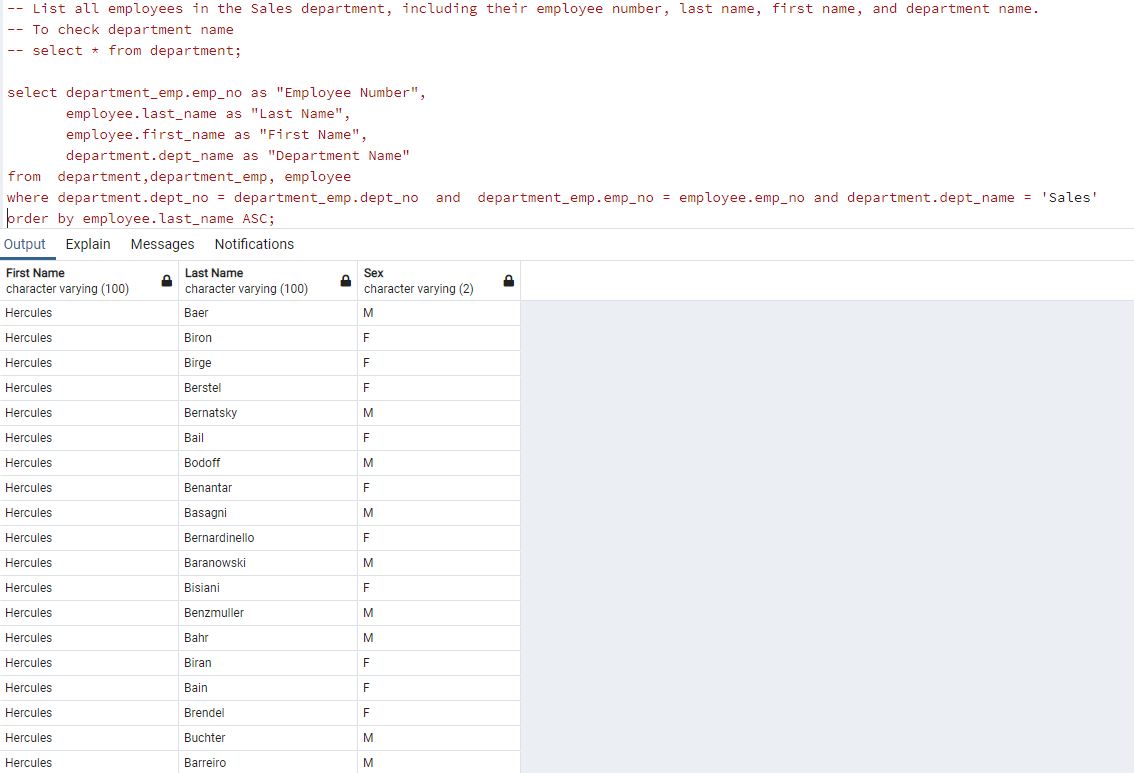 -- List all employees in the Sales department, including their employee number, last name, first name, and department name.
-- To check department name
-- select * from department;
select department_emp.emp_no as "Employee Number",
employee.last_name as "Last Name",
employee.first_name as "First Name",
department.dept_name as "Department Name"
from  department,department_emp, employee
where department.dept_no = department_emp.dept_no  and  department_emp.emp_no = employee.emp_no and department.dept_name = 'Sales'
order by employee.last_name ASC;
Output Explain Messages Notifications
First Name Last Name Sex
character varying (100) character varying (100) character varying (2)
Hercules Baer M
Hercules Biron F
Hercules Birge F
Hercules Berstel F
Hercules Bernatsky M
Hercules Bail F
Hercules Bodoff M
Hercules Benantar F
Hercules Basagni M
Hercules Bernardinello F
Hercules Baranowski M
Hercules Bisiani F
Hercules Benzmuller M
Hercules Bahr M
Hercules Biran F
Hercules Bain F
Hercules Brendel F
Hercules Buchter M
Hercules Barreiro M